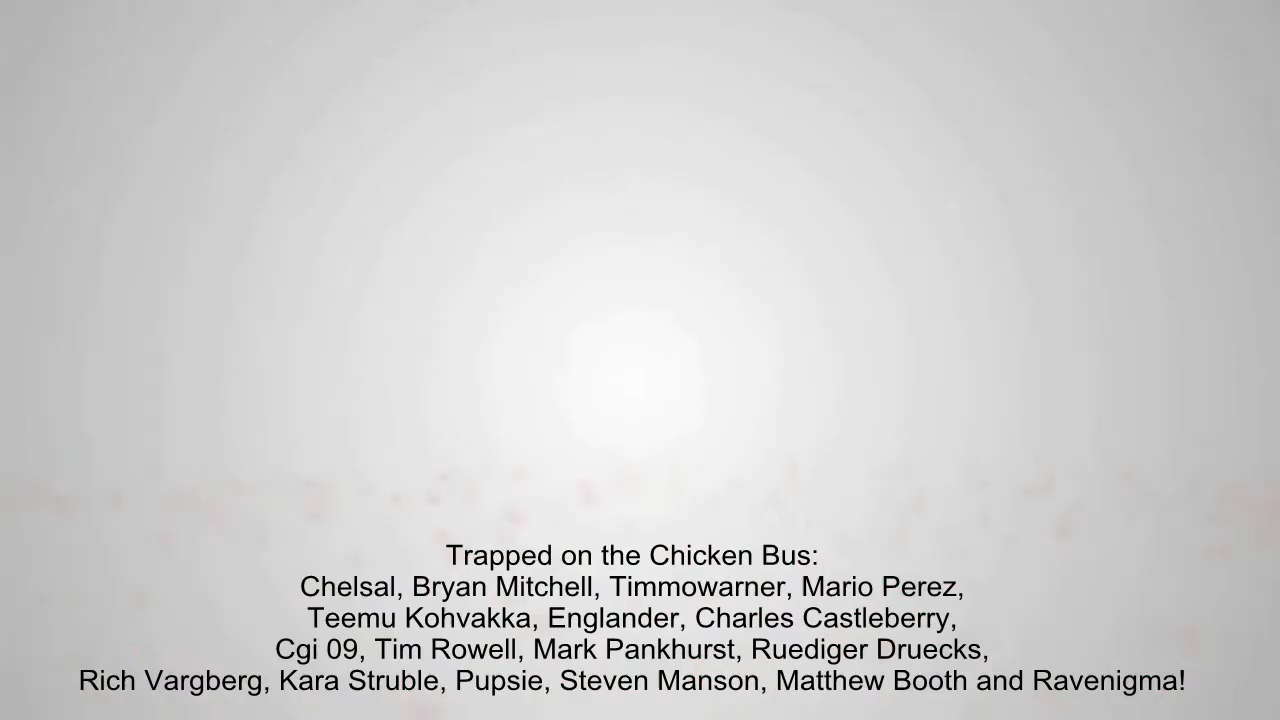 Trapped on the Chicken Bus:
Chelsal, Bryan Mitchell, Timmowarner, Mario Perez,
Teemu Kohvakka, Englander, Charles Castleberry,
Cgi 09, Tim Rowell, Mark Pankhurst, Ruediger Druecks,
Rich Vargberg, Kara Struble, Pupsie, Steven Manson, Matthew Booth and Ravenigma!